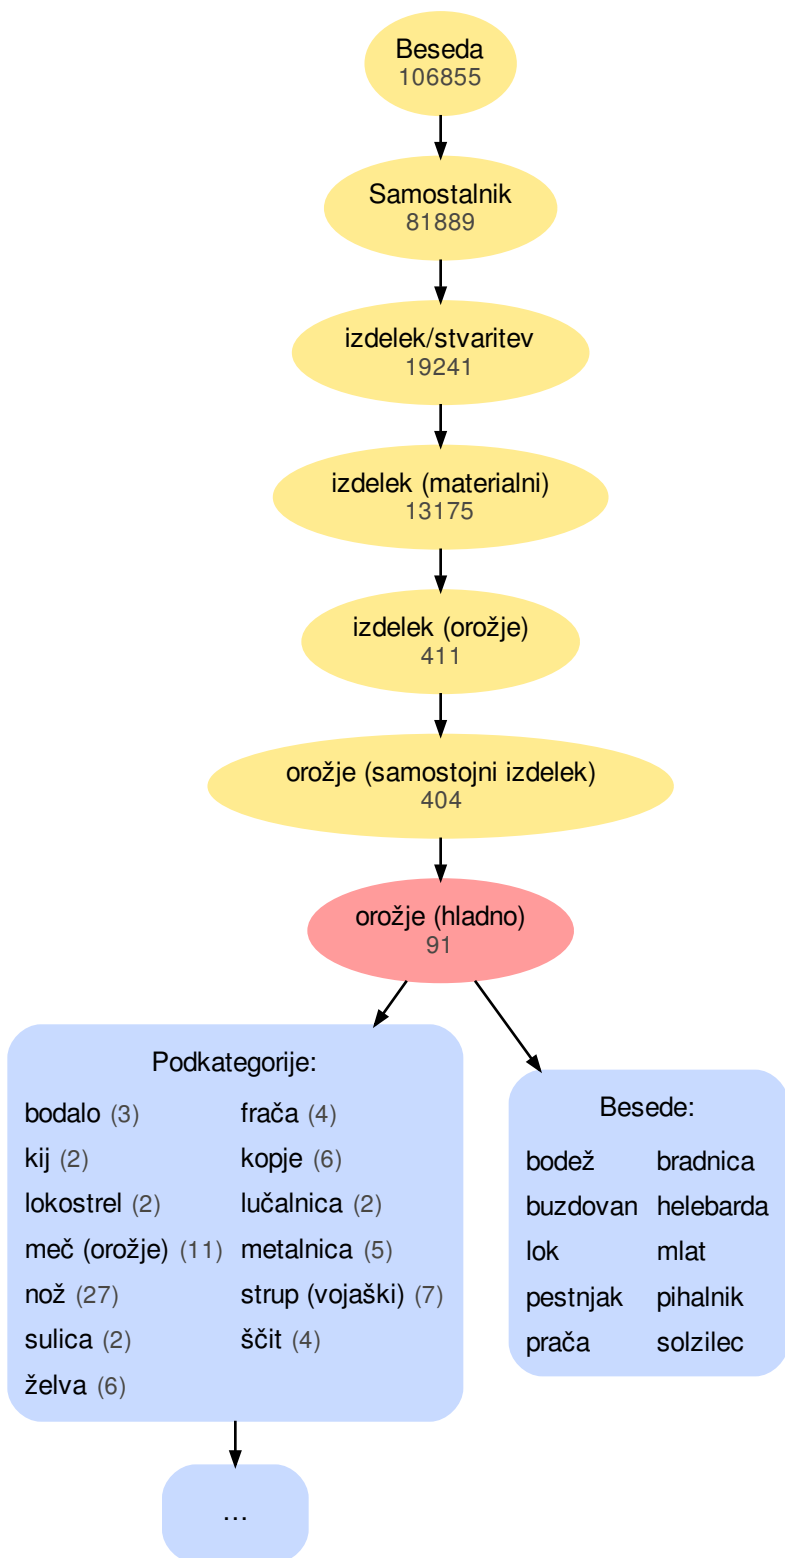 Beseda
106855
Samostalnik
81889
izdelek/stvaritev
19241
izdelek (materialni)
13175
izdelek (orožje)
411
orožje (samostojni izdelek)
404
orožje (hladno)
91
Podkategorije:
bodalo (3) frača (4)
kij (2) kopje (6)
lokostrel (2) lučalnica (2)
meč (orožje) (11) metalnica (5)
nož (27) strup (vojaški) (7)
sulica (2) ščit (4)
želva (6)
Besede:
bodež bradnica
buzdovan helebarda
lok mlat
pestnjak pihalnik
prača solzilec
...